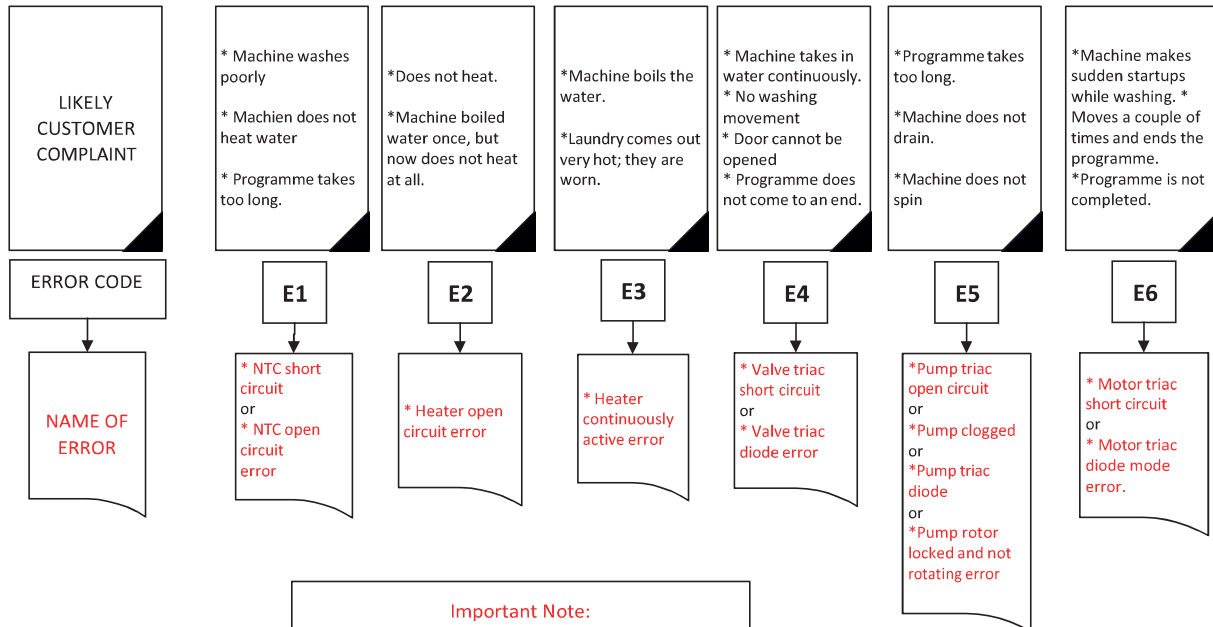 LIKELY
CUSTOMER
COMPLAINT
* Machine washes
poorly
* Machien does not
heat water
* Programme takes
too long.
*Does not heat.
*Machine boiled
water once, but
now does not heat
at all.
*Machine boils the
water.
*Laundry comes out
very hot; they are
worn.
* Machine takes in
water continuously.
* No washing
movement
* Door cannot be
opened
* Programme does
not come to an end.
*Programme takes
too long.
*Machine does not
drain.
*Machine does not
spin
*Machine makes
sudden startups
while washing. *
Moves a couple of
times and ends the
programme.
*Programme is not
completed.
ERROR CODE
E1
E2
E3
E4
E5
E6
NAME OF
ERROR
* NTC short
circuit
or
* NTC open
circuit
error
* Heater open
circuit error
* Heater
continuously
active error
* Valve triac
short circuit
or
* Valve triac
diode error
*Pump triac
open circuit
or
*Pump clogged
or
*Pump triac
diode
or
*Pump rotor
locked and not
rotating error
* Motor triac
short circuit
or
* Motor triac
diode mode
error.
Important Note: